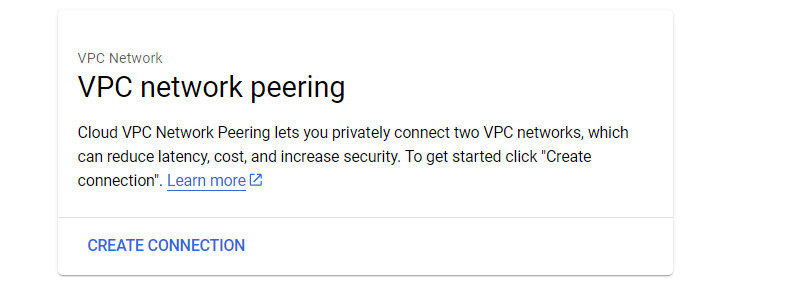 VPC Network
VPC network peering
Cloud VPC Network Peering lets you privately connect two VPC networks, which
can reduce latency, cost, and increase security. To get started click "Create
connection". Learn more
CREATE CONNECTION